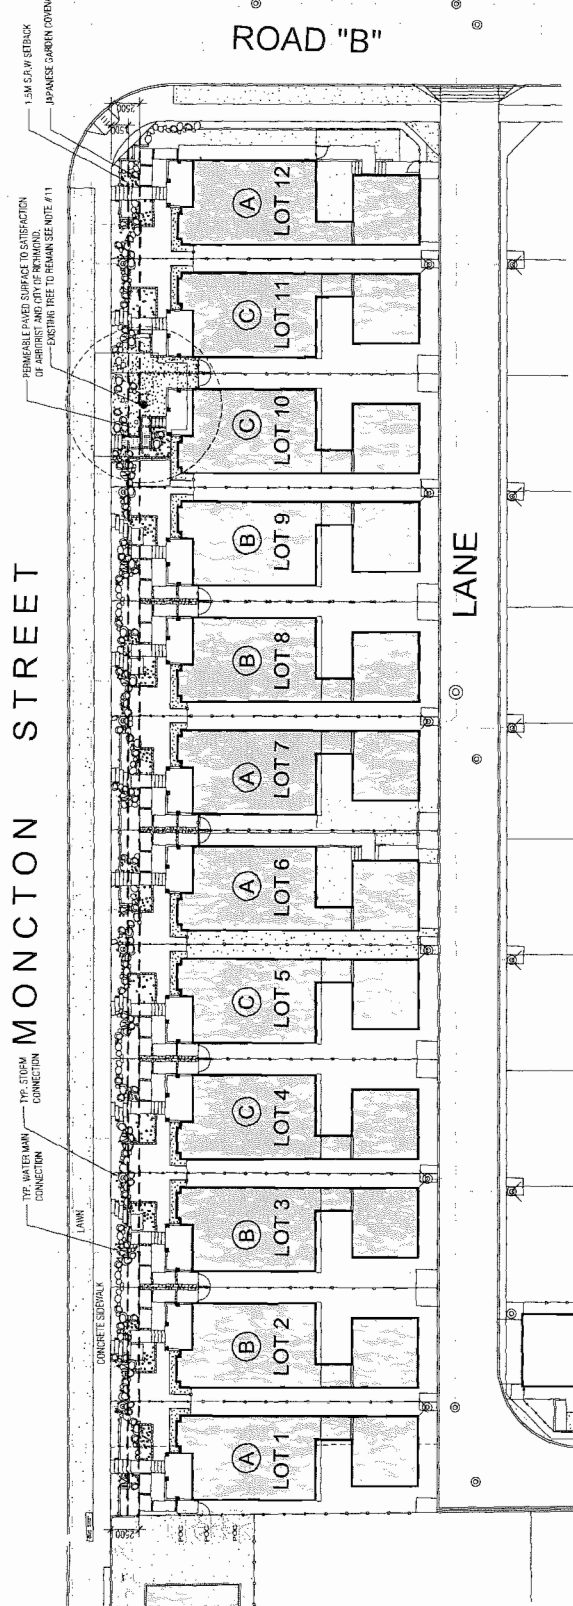 ROAD "B"
1.5M S.R.W SETBACK
JAPANESE GARDEN COVENA
2500
1500
PERMEABLE PAVED SURFACE TO SATISFACTION
OF ARBORIST AND CITY OF RICHMOND.
EXISTING TREE TO REMAIN SEE NOTE #11
MONCTON STREET
TYP. WATER MAIN
CONNECTION
TYP. STORM
CONNECTION
LAWN
CONCRETE SIDEWALK
A
LOT 12
C
LOT 11
C
LOT 10
B
LOT 9
B
LOT 8
A
LOT 7
A
LOT 6
C
LOT 5
C
LOT 4
B
LOT 3
B
LOT 2
A
LOT 1
LANE
2500